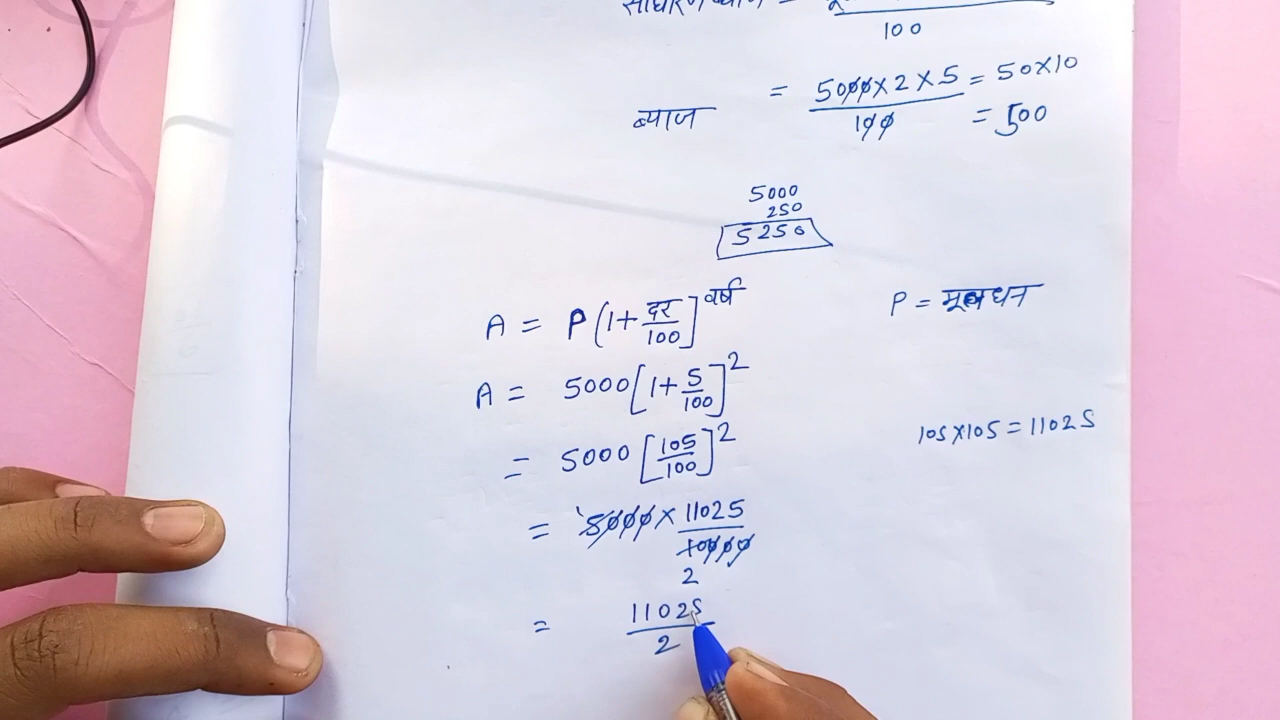 साधारण ब्याज =
100
ब्याज = 5000×2×5/100 = 50×10
= 500
5000
250
5250
A = P(1+दर/100]वर्ष
P = मूलधन
A = 5000[1+5/100]2
= 5000[105/100]2
105×105 = 11025
= 5000×11025/10000
2
= 11025/2